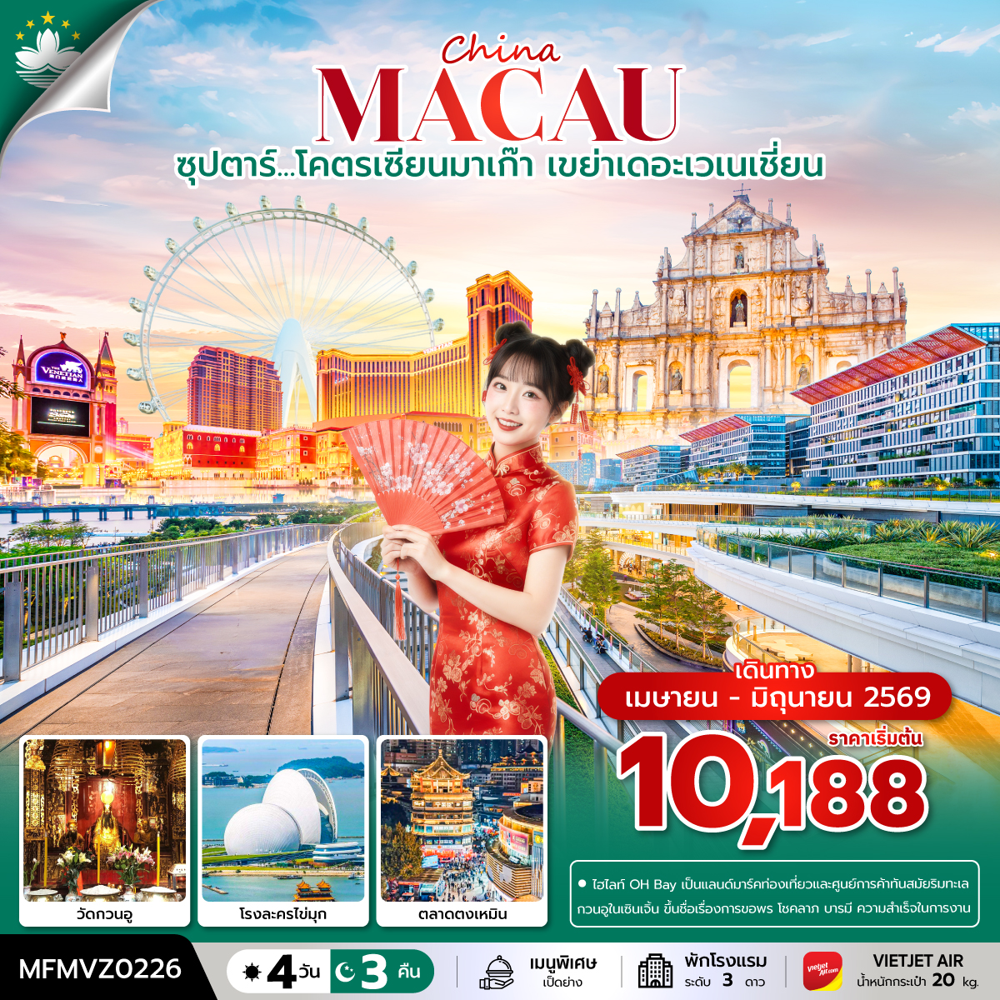 China
MACAU
ซุปตาร์...โคตรเซียนมาเก๊า เขย่าเดอะเวเนเชี่ยน
THE
VENETIAN
เดินทาง
เมษายน - มิถุนายน 2569
ราคาเริ่มต้น
10,188
วัดกวนอู
โรงละครไข่มุก
ตลาดตงเหมิน
● ไฮไลท์ OH Bay เป็นแลนด์มาร์คท่องเที่ยวและศูนย์การค้าทันสมัยริมทะเล
กวนอูในเซินเจิ้น ขึ้นชื่อเรื่องการขอพร โชคลาภ บารมี ความสำเร็จในการงาน
MFMVZ0226
4 วัน 3 คืน
เมนูพิเศษ
เป็ดย่าง
พักโรงแรม
ระดับ 3 ดาว
vietjet
Air.com
VIETJET AIR
น้ำหนักกระเป๋า 20 kg.